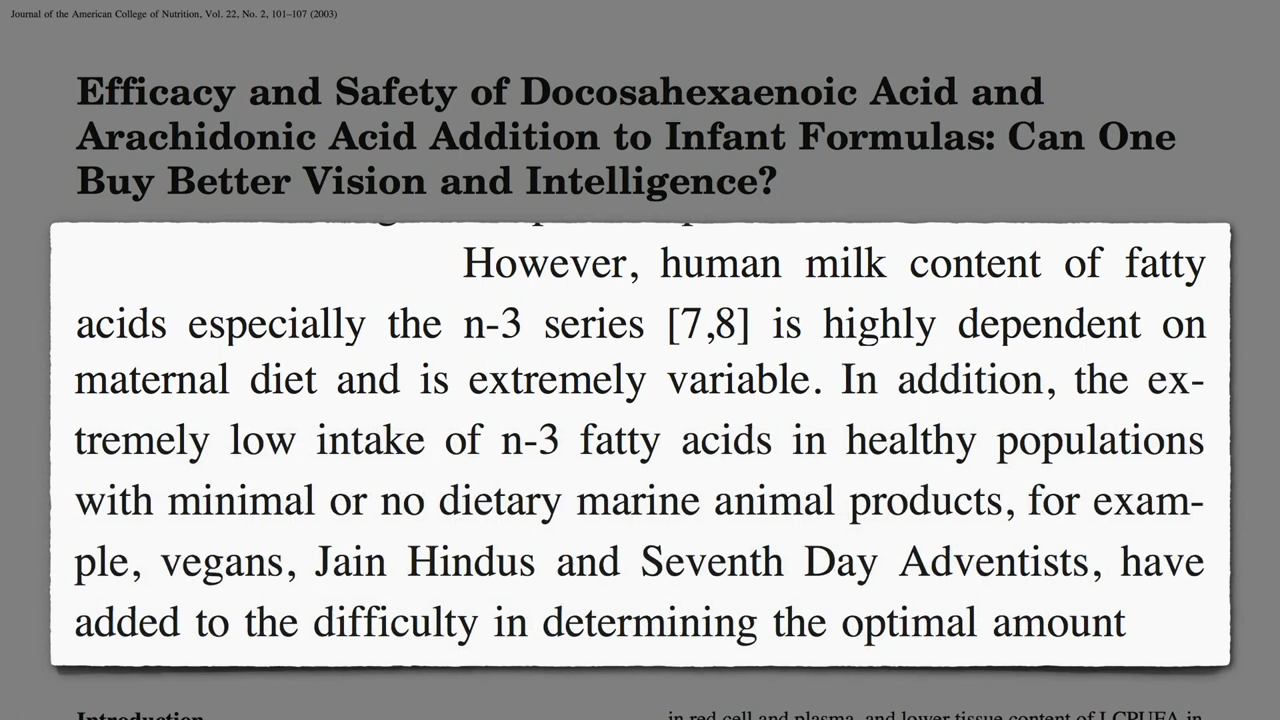 Journal of the American College of Nutrition, Vol. 22, No. 2, 101–107 (2003)
Efficacy and Safety of Docosahexaenoic Acid and
Arachidonic Acid Addition to Infant Formulas: Can One
Buy Better Vision and Intelligence?
However, human milk content of fatty
acids especially the n-3 series [7,8] is highly dependent on
maternal diet and is extremely variable. In addition, the ex-
tremely low intake of n-3 fatty acids in healthy populations
with minimal or no dietary marine animal products, for exam-
ple, vegans, Jain Hindus and Seventh Day Adventists, have
added to the difficulty in determining the optimal amount
Introduction
in red cell and plasma, and lower tissue content of LCPUFA in